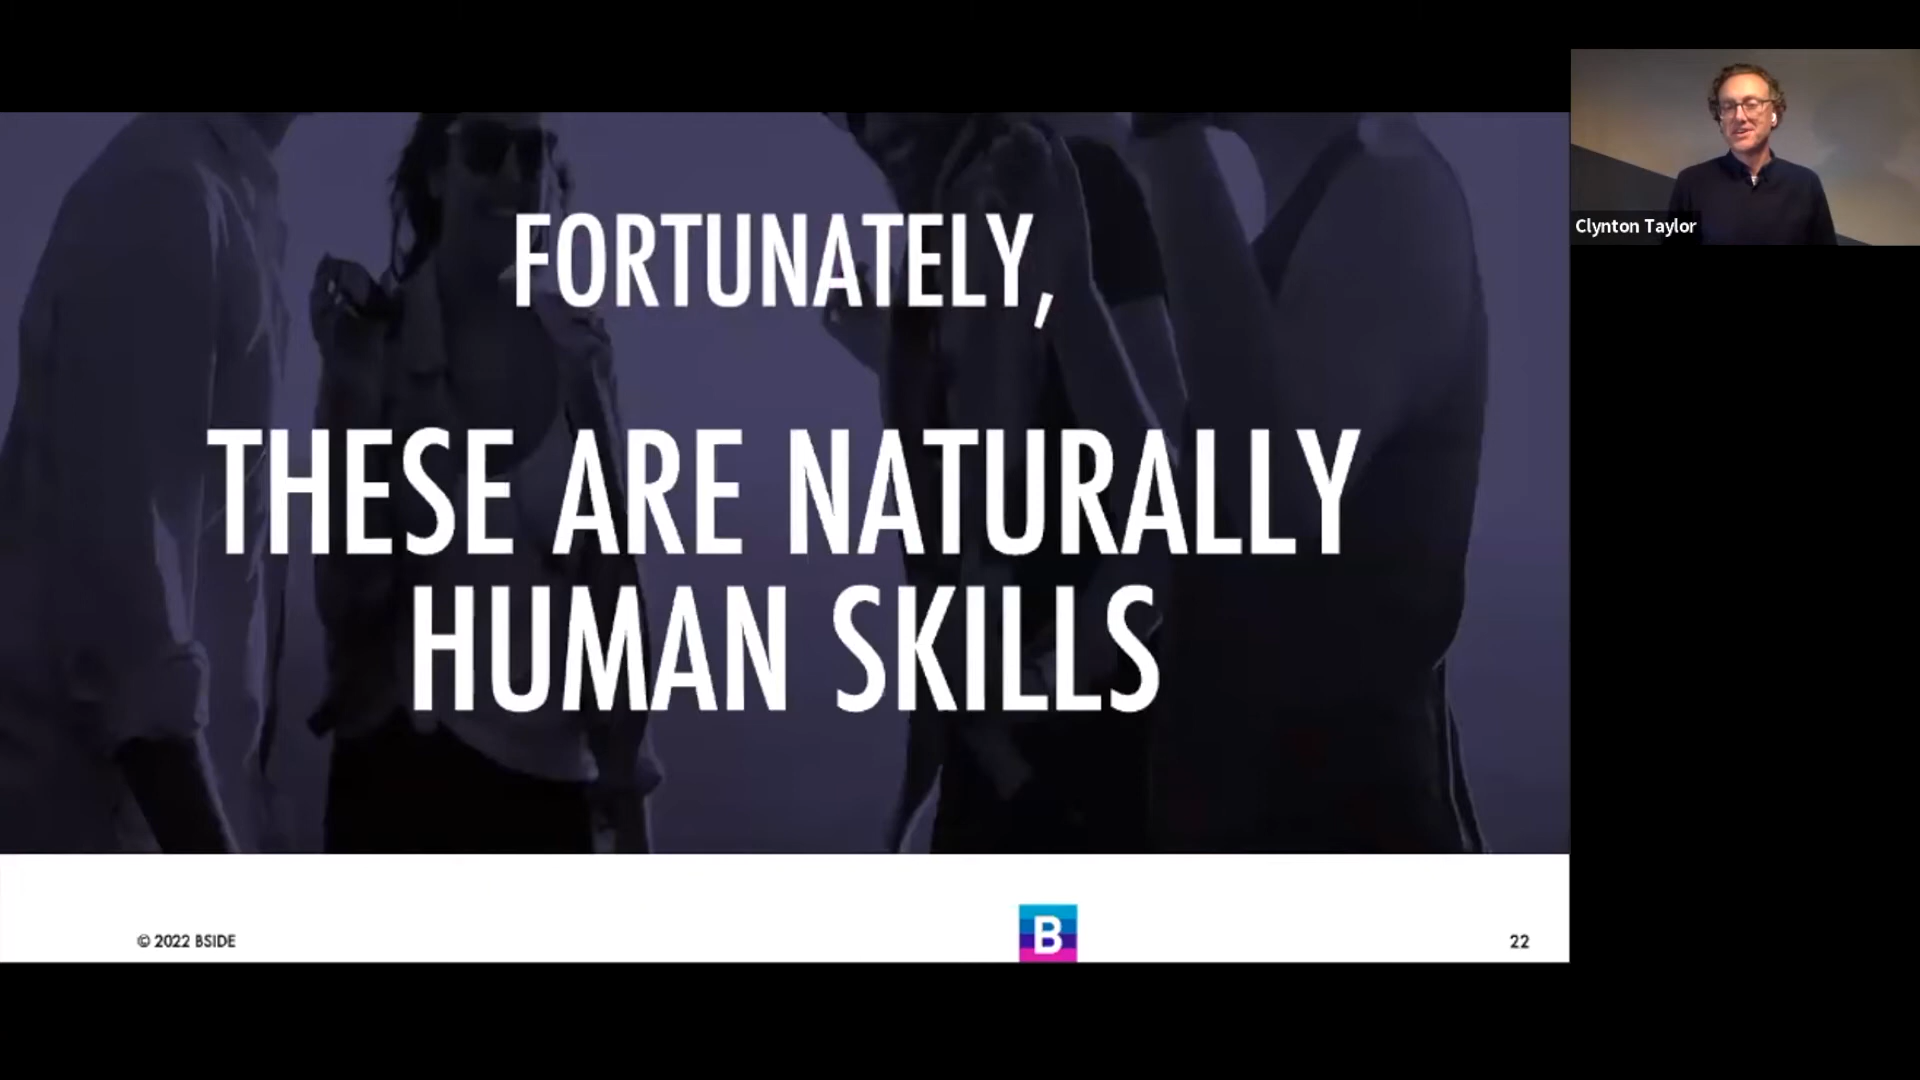 FORTUNATELY,
THESE ARE NATURALLY
HUMAN SKILLS
Clynton Taylor
© 2022 BSIDE
B
22